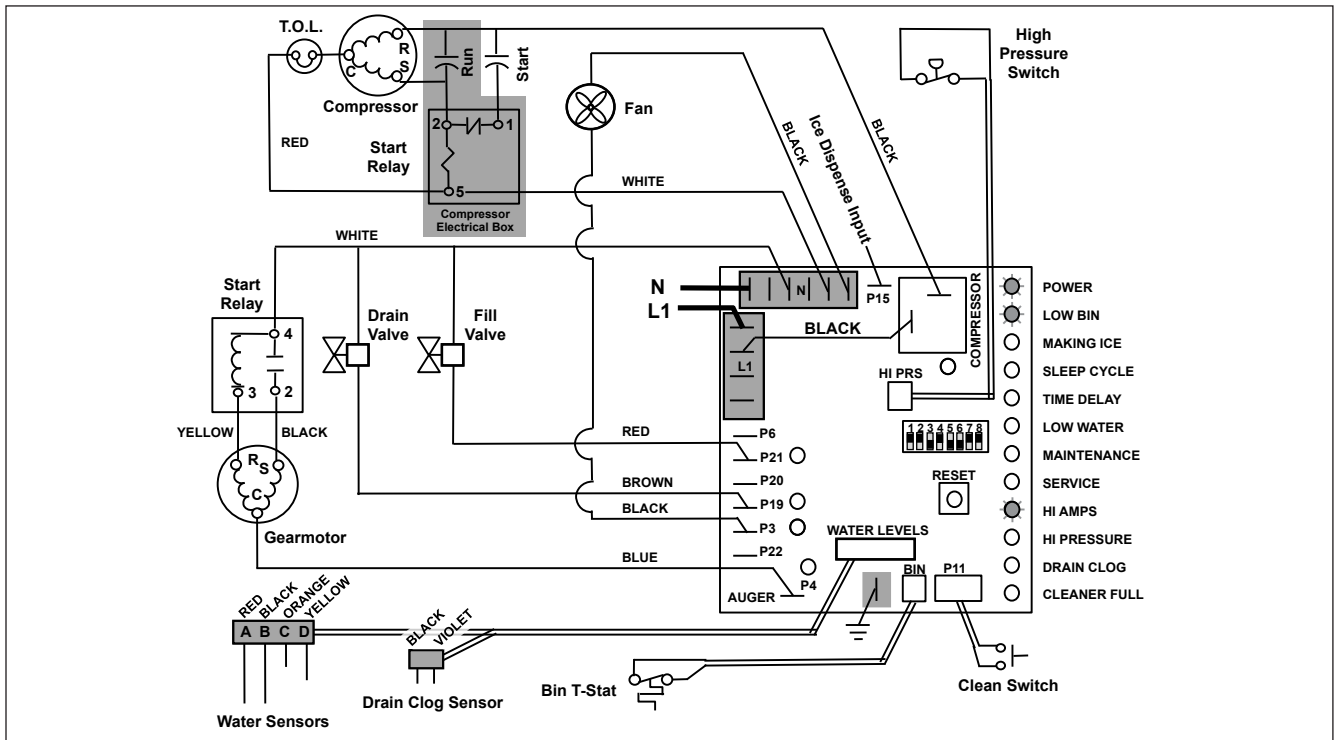 T.O.L.
R
S
C
Compressor
Run
Start
RED
Start
Relay
2
1
5
Compressor
Electrical Box
Fan
WHITE
BLACK
Ice Dispense Input
BLACK
High
Pressure
Switch
WHITE
Start
Relay
4
3
2
YELLOW
BLACK
R
S
C
Gearmotor
Drain
Valve
Fill
Valve
N
L1
N
P15
BLACK
COMPRESSOR
L1
HI PRS
1 2 3 4 5 6 7 8
RESET
RED
BROWN
BLACK
BLUE
P6
P21
P20
P19
P3
P22
P4
AUGER
WATER LEVELS
BIN
P11
POWER
LOW BIN
MAKING ICE
SLEEP CYCLE
TIME DELAY
LOW WATER
MAINTENANCE
SERVICE
HI AMPS
HI PRESSURE
DRAIN CLOG
CLEANER FULL
RED
BLACK
ORANGE
YELLOW
A B C D
Water Sensors
BLACK
VIOLET
Drain Clog Sensor
Bin T-Stat
Clean Switch